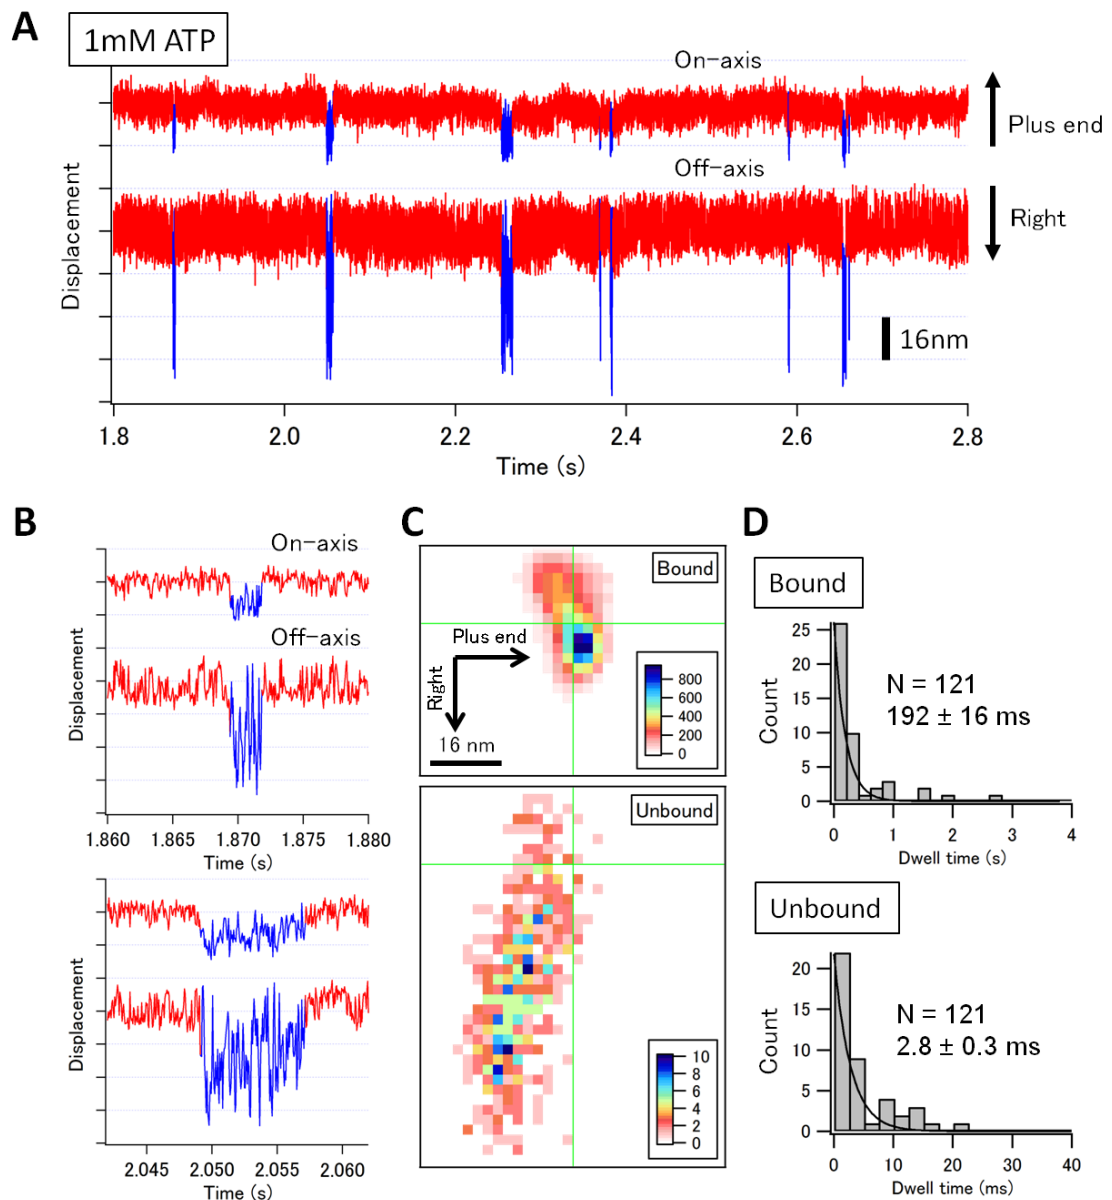 A
1mM ATP
On-axis
Plus end
Off-axis
Right
Displacement
16nm
1.8 2.0 2.2 2.4 2.6 2.8
Time (s)
B
On-axis
Off-axis
Displacement
1.860 1.865 1.870 1.875 1.880
Time (s)
Displacement
2.045 2.050 2.055 2.060
Time (s)
C
Bound
Plus end
Right
16 nm
800
600
400
200
0
Unbound
10
8
6
4
2
0
D
Bound
25
20
15
10
5
0
Count
N = 121
192 ± 16 ms
0 1 2 3 4
Dwell time (s)
Unbound
20
15
10
5
0
Count
N = 121
2.8 ± 0.3 ms
0 10 20 30 40
Dwell time (ms)